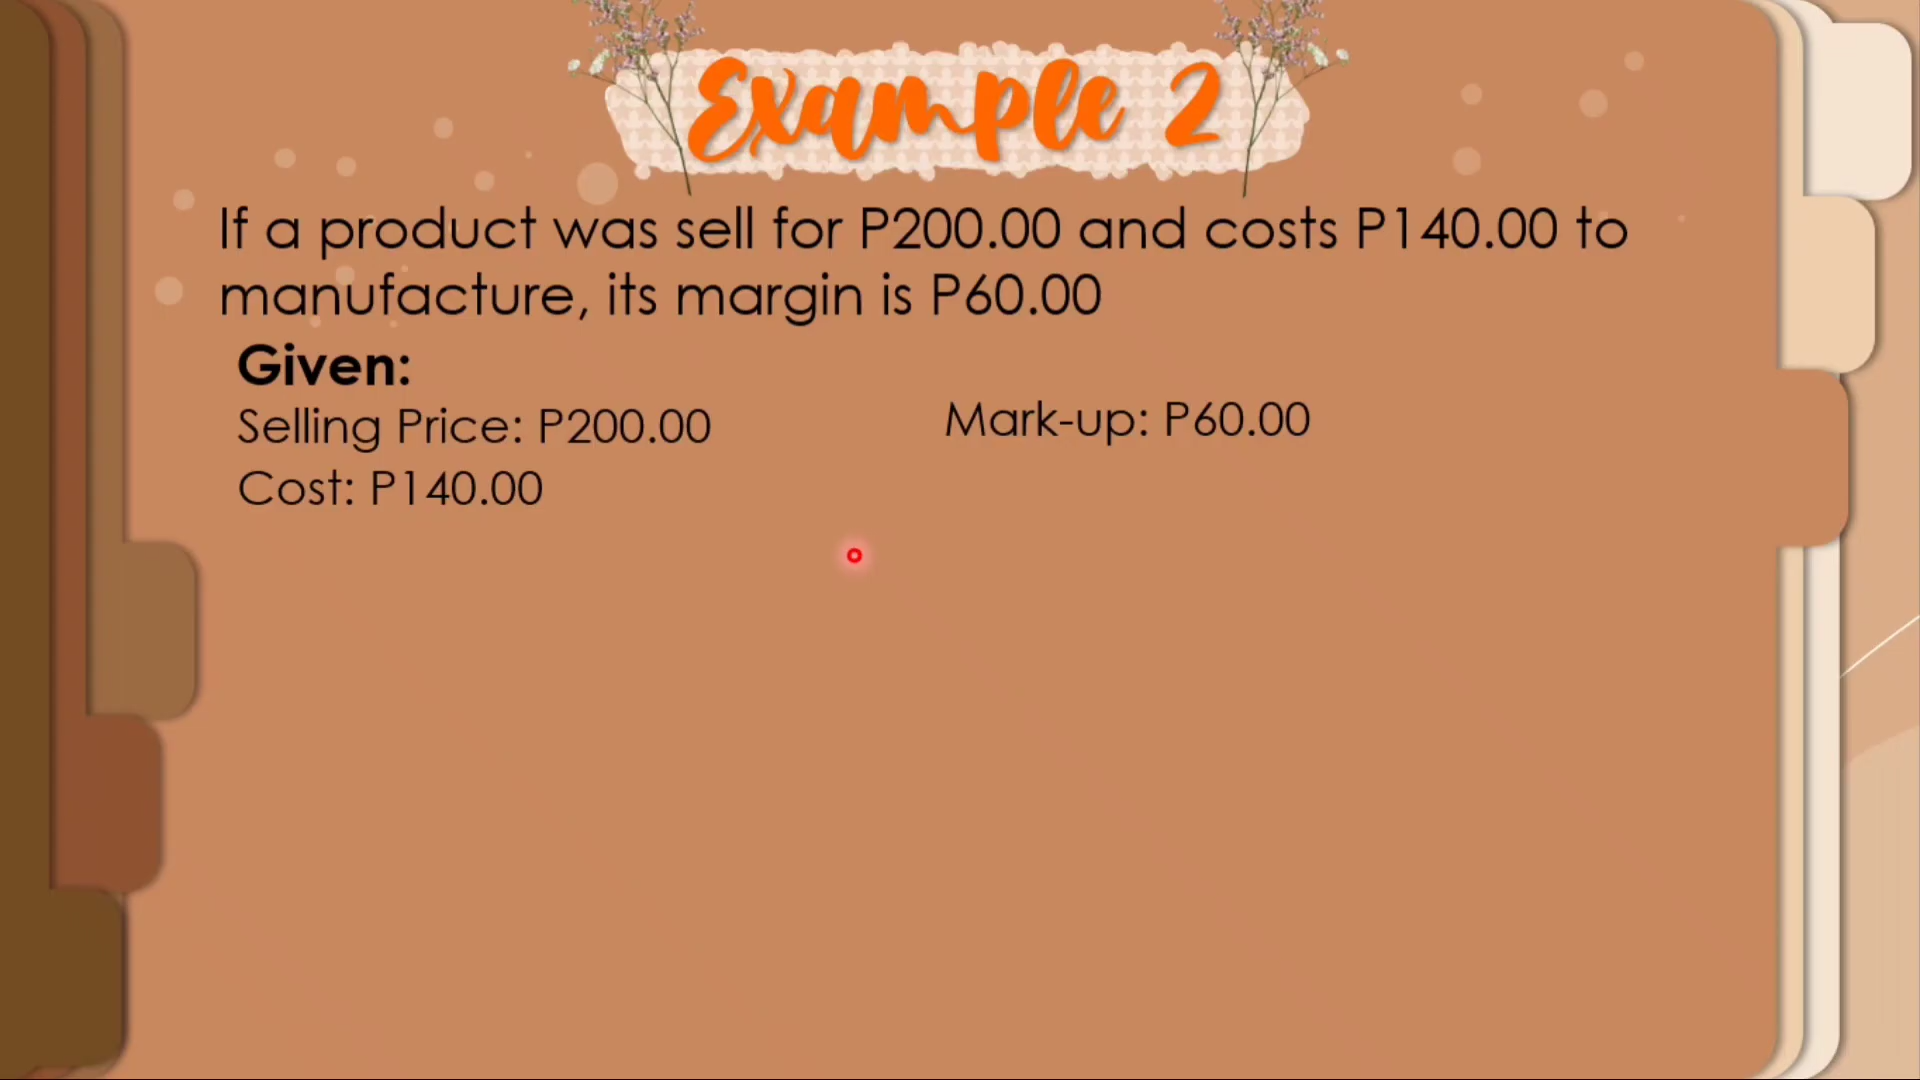 Example 2
If a product was sell for P200.00 and costs P140.00 to
manufacture, its margin is P60.00
Given:
Selling Price: P200.00
Mark-up: P60.00
Cost: P140.00